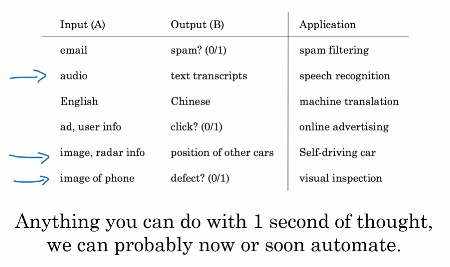 Input (A) Output (B) Application
email spam? (0/1) spam filtering
audio text transcripts speech recognition
English Chinese machine translation
ad, user info click? (0/1) online advertising
image, radar info position of other cars Self-driving car
image of phone defect? (0/1) visual inspection
Anything you can do with 1 second of thought,
we can probably now or soon automate.